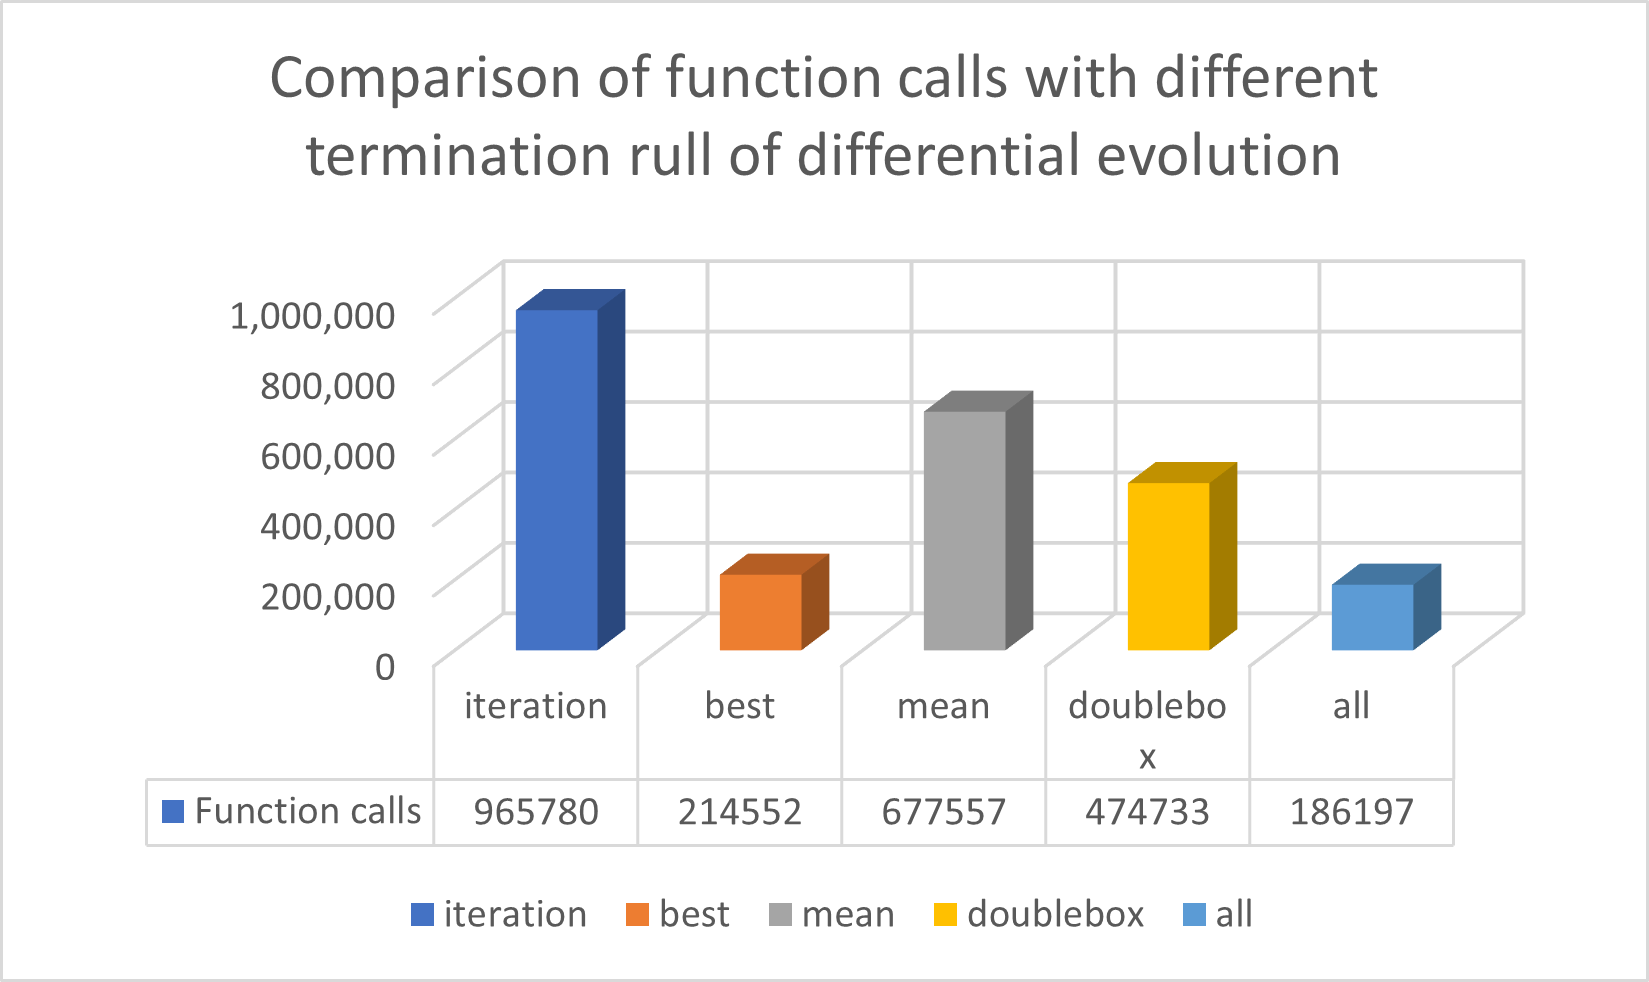 Comparison of function calls with different
termination rull of differential evolution
1,000,000
800,000
600,000
400,000
200,000
0
iteration best mean doublebo all
x
Function calls 965780 214552 677557 474733 186197
iteration best mean doublebox all